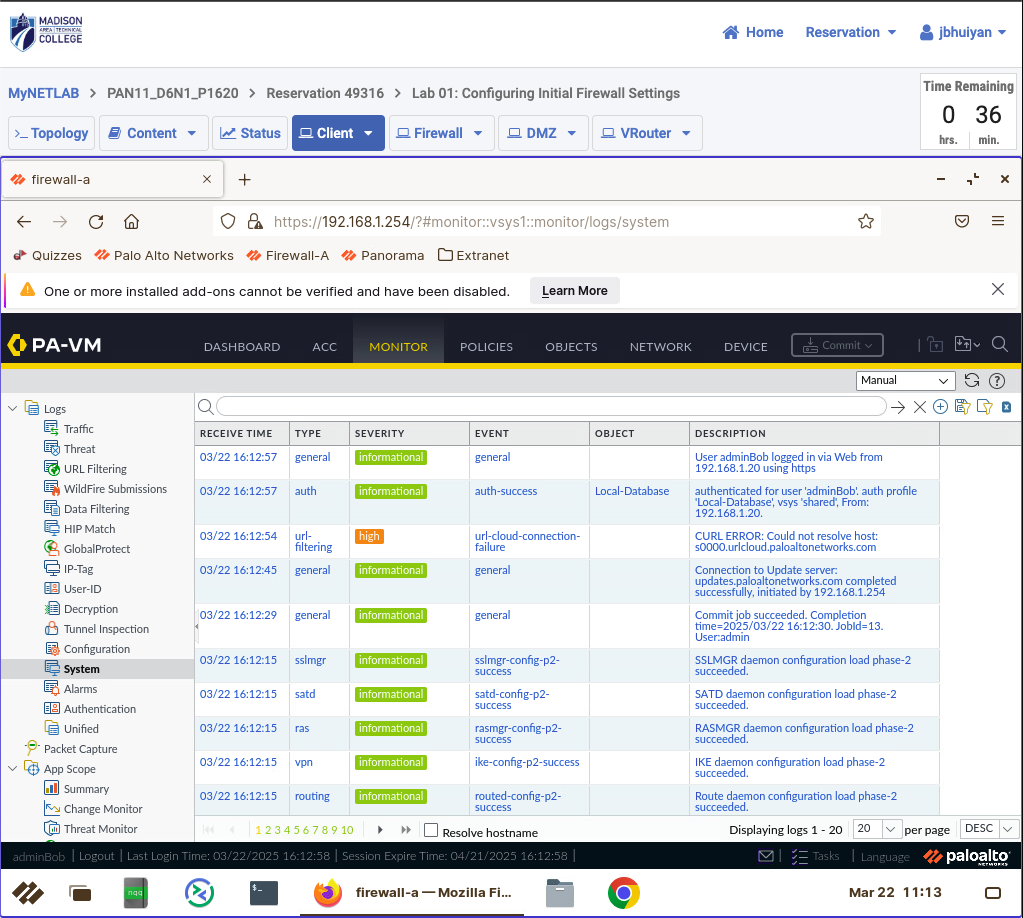 MADISON
AREA | TECHNICAL
COLLEGE
Home Reservation jbhuiyan
MyNETLAB > PAN11_D6N1_P1620 > Reservation 49316 > Lab 01: Configuring Initial Firewall Settings
Time Remaining
0 36
hrs. min.
>_ Topology Content Status Client Firewall DMZ VRouter
firewall-a
https://192.168.1.254/?#monitor::vsys1::monitor/logs/system
Quizzes Palo Alto Networks Firewall-A Panorama Extranet
One or more installed add-ons cannot be verified and have been disabled. Learn More
PA-VM DASHBOARD ACC MONITOR POLICIES OBJECTS NETWORK DEVICE Commit
Manual
Logs
Traffic
Threat
URL Filtering
WildFire Submissions
Data Filtering
HIP Match
GlobalProtect
IP-Tag
User-ID
Decryption
Tunnel Inspection
Configuration
System
Alarms
Authentication
Unified
Packet Capture
App Scope
Summary
Change Monitor
Threat Monitor
RECEIVE TIME TYPE SEVERITY EVENT OBJECT DESCRIPTION
03/22 16:12:57 general informational general User adminBob logged in via Web from
192.168.1.20 using https
03/22 16:12:57 auth informational auth-success Local-Database authenticated for user 'adminBob'. auth profile
'Local-Database', vsys 'shared', From:
192.168.1.20.
03/22 16:12:54 url- high url-cloud-connection- CURL ERROR: Could not resolve host:
filtering failure s0000.urlcloud.paloaltonetworks.com
03/22 16:12:45 general informational general Connection to Update server:
updates.paloaltonetworks.com completed
successfully, initiated by 192.168.1.254
03/22 16:12:29 general informational general Commit job succeeded. Completion
time=2025/03/22 16:12:30. JobId=13.
User:admin
03/22 16:12:15 sslmgr informational sslmgr-config-p2- SSLMGR daemon configuration load phase-2
success succeeded.
03/22 16:12:15 satd informational satd-config-p2- SATD daemon configuration load phase-2
success succeeded.
03/22 16:12:15 ras informational rasmgr-config-p2- RASMGR daemon configuration load phase-2
success succeeded.
03/22 16:12:15 vpn informational ike-config-p2-success IKE daemon configuration load phase-2
succeeded.
03/22 16:12:15 routing informational routed-config-p2- Route daemon configuration load phase-2
success succeeded.
1 2 3 4 5 6 7 8 9 10 Resolve hostname Displaying logs 1 - 20 20 per page DESC
adminBob | Logout | Last Login Time: 03/22/2025 16:12:58 | Session Expire Time: 04/21/2025 16:12:58 | Tasks | Language paloalto
NETWORKS
nqq
$-
firewall-a — Mozilla Fi... Mar 22 11:13